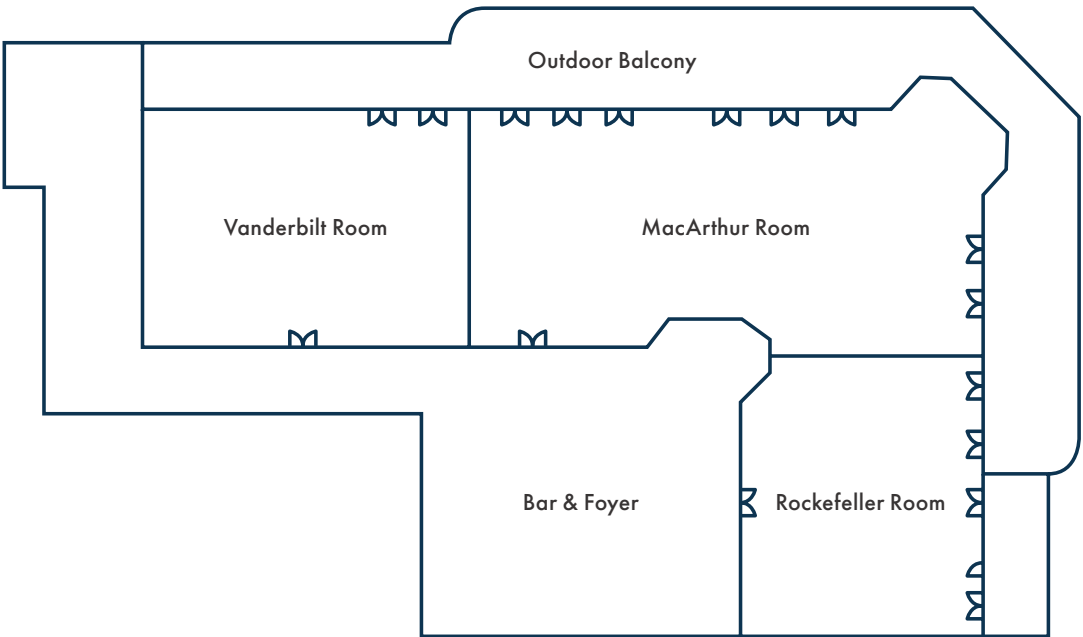 Outdoor Balcony
Vanderbilt Room
MacArthur Room
Bar & Foyer
Rockefeller Room